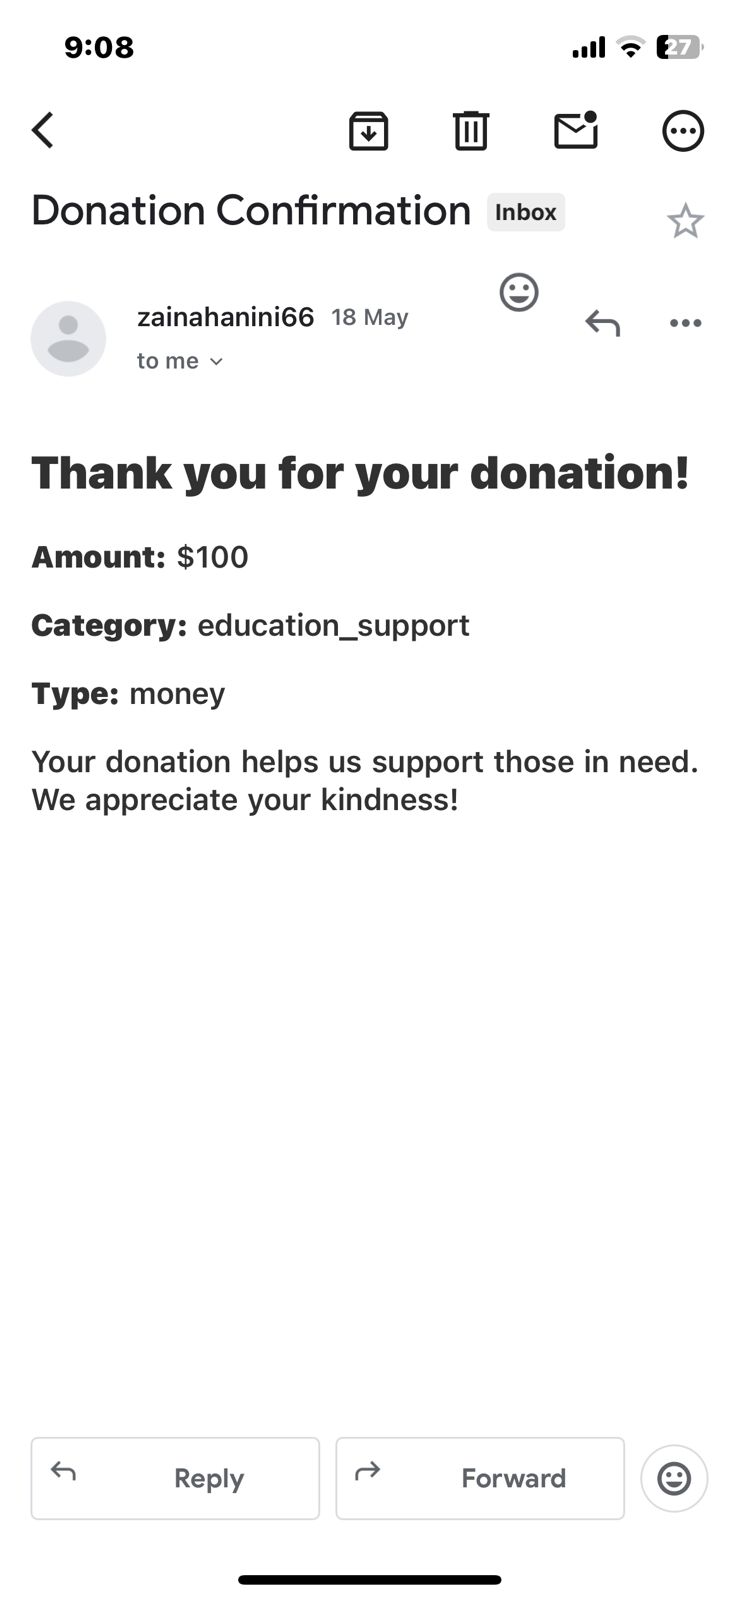 9:08
27
Donation Confirmation Inbox
zainahanini66 18 May
to me
Thank you for your donation!
Amount: $100
Category: education_support
Type: money
Your donation helps us support those in need.
We appreciate your kindness!
Reply
Forward